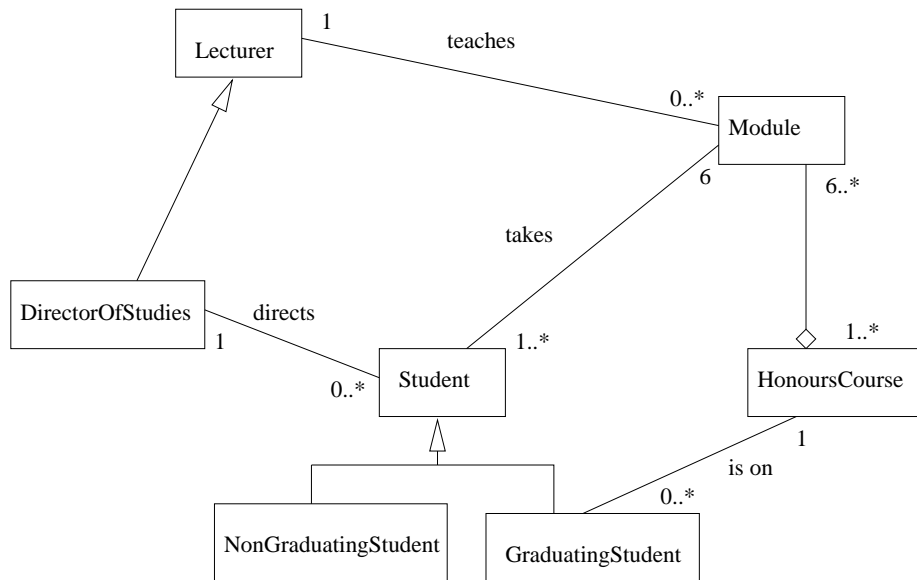 1
Lecturer
teaches
0..*
Module
6
6..*
takes
DirectorOfStudies
directs
1
1..*
1..*
0..*
Student
HonoursCourse
1
is on
0..*
NonGraduatingStudent
GraduatingStudent